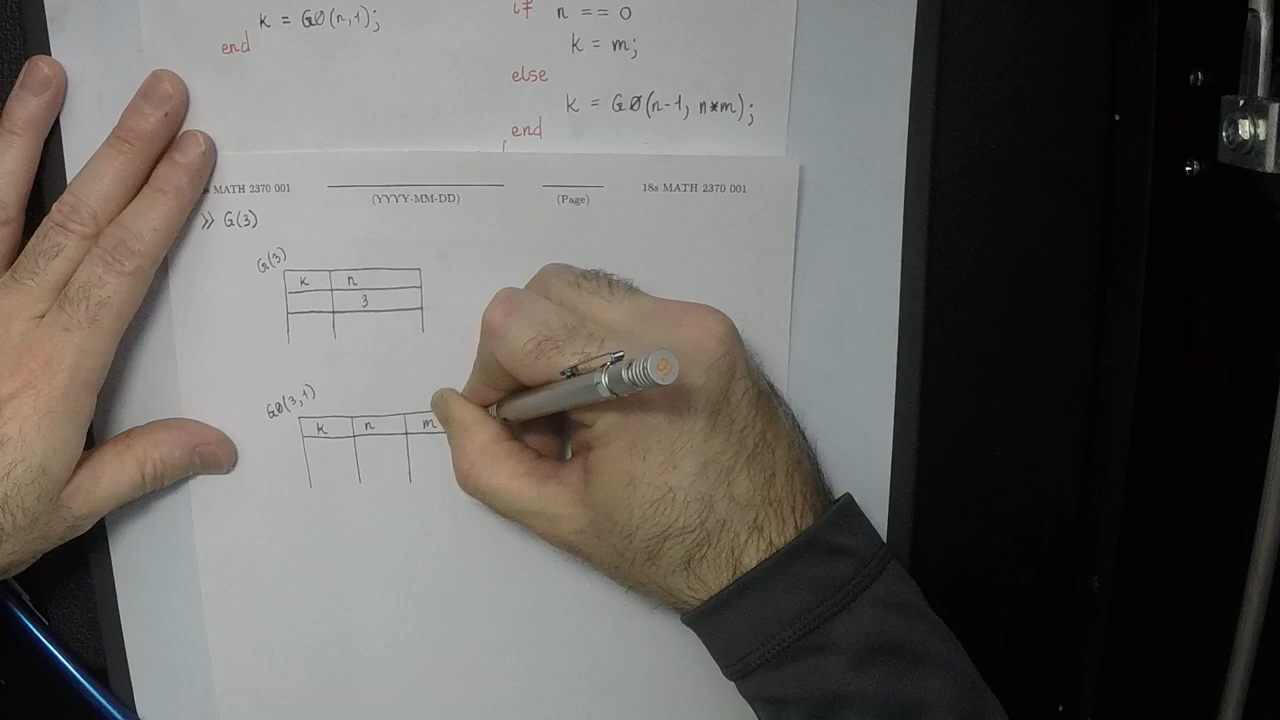 k = GØ(n,1);
end
if n == 0
k = m;
else
k = GØ(n-1, n*m);
end
MATH 2370 001
(YYYY-MM-DD)
(Page)
18s MATH 2370 001
>> G(3)
G(3)
k n
3
GØ(3,1)
k n m